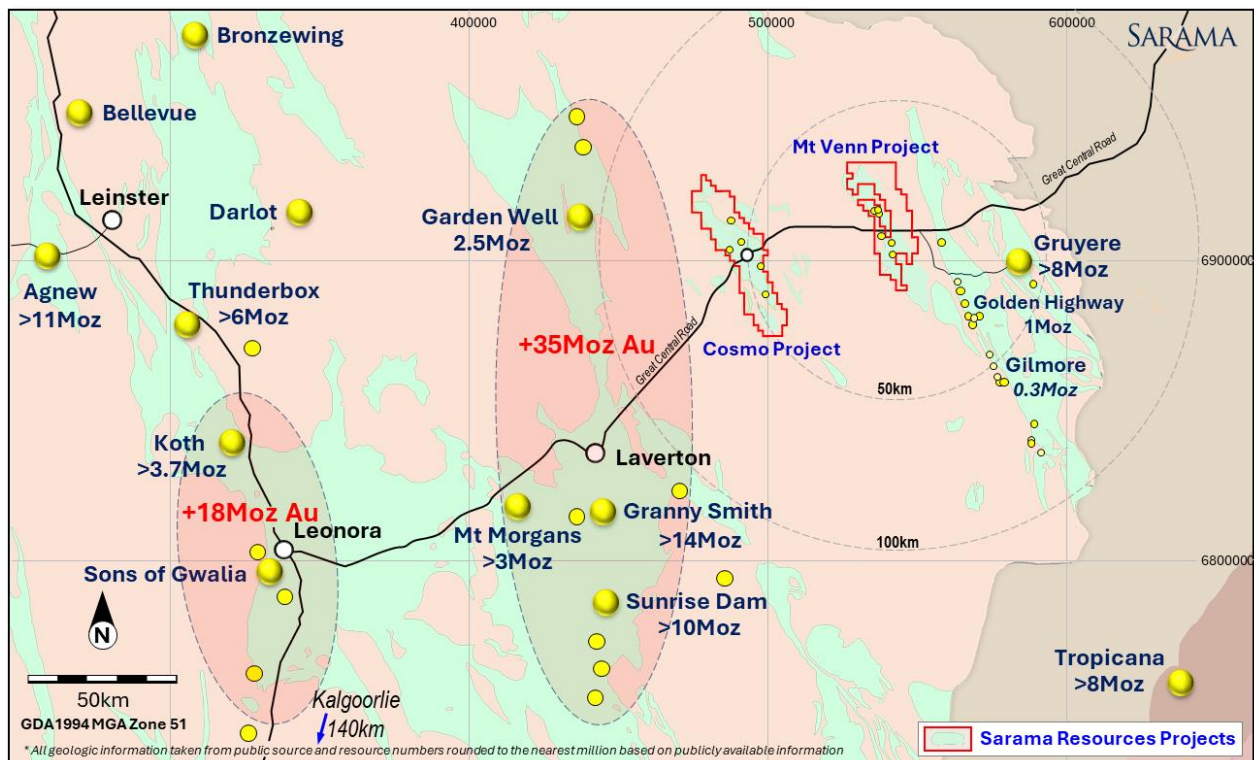 400000
500000
600000
SARAMA
Bronzewing
Bellevue
Mt Venn Project
Great Central Road
Leinster
Darlot
Garden Well
2.5Moz
Gruyere
>8Moz
6900000
Agnew
>11Moz
Thunderbox
>6Moz
Golden Highway
1Moz
+35Moz Au
Great Central Road
Cosmo Project
Gilmore
0.3Moz
50km
Koth
>3.7Moz
Laverton
+18Moz Au
Leonora
Mt Morgans
>3Moz
Granny Smith
>14Moz
100km
6800000
Sons of Gwalia
Sunrise Dam
>10Moz
N
Tropicana
>8Moz
50km
GDA1994 MGA Zone 51
Kalgoorlie
140km
Sarama Resources Projects
* All geologic information taken from public source and resource numbers rounded to the nearest million based on publicly available information